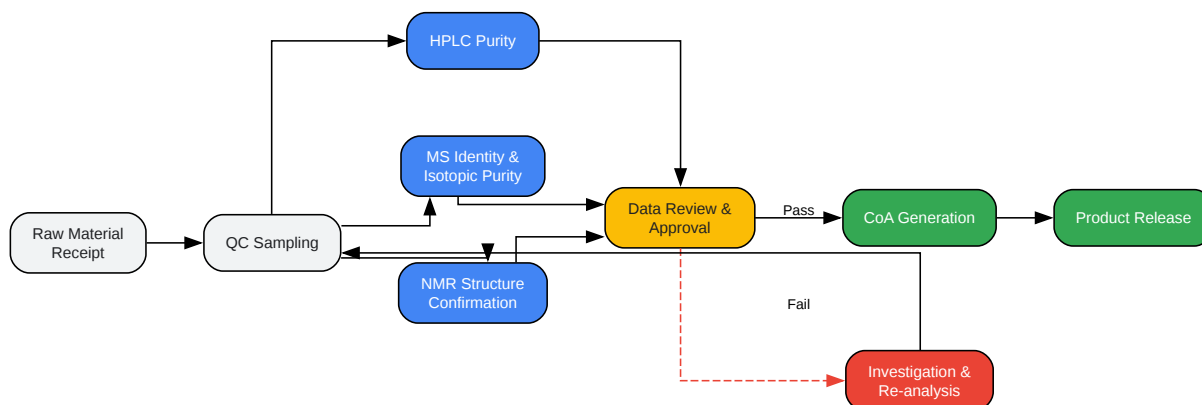 HPLC Purity
MS Identity &
Isotopic Purity
Raw Material
Receipt
QC Sampling
NMR Structure
Confirmation
Data Review &
Approval
Pass
CoA Generation
Product Release
Fail
Investigation &
Re-analysis